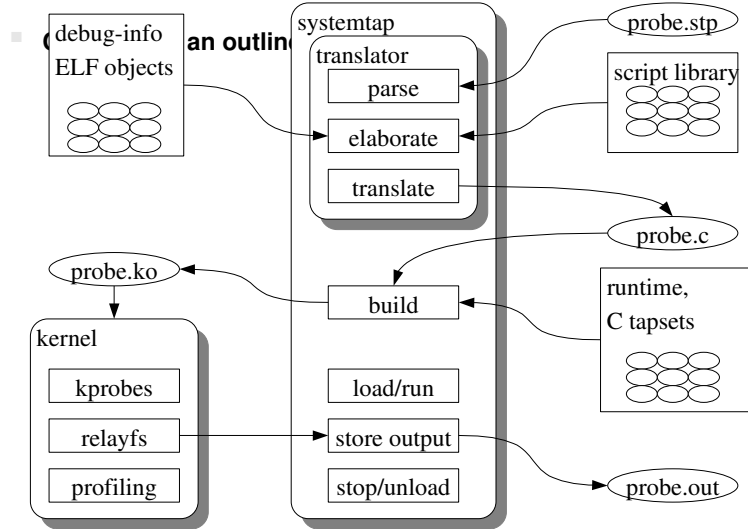 an outline
debug-info
ELF objects
systemtap
translator
parse
elaborate
translate
build
load/run
store output
stop/unload
probe.stp
script library
probe.c
runtime,
C tapsets
probe.out
probe.ko
kernel
kprobes
relayfs
profiling